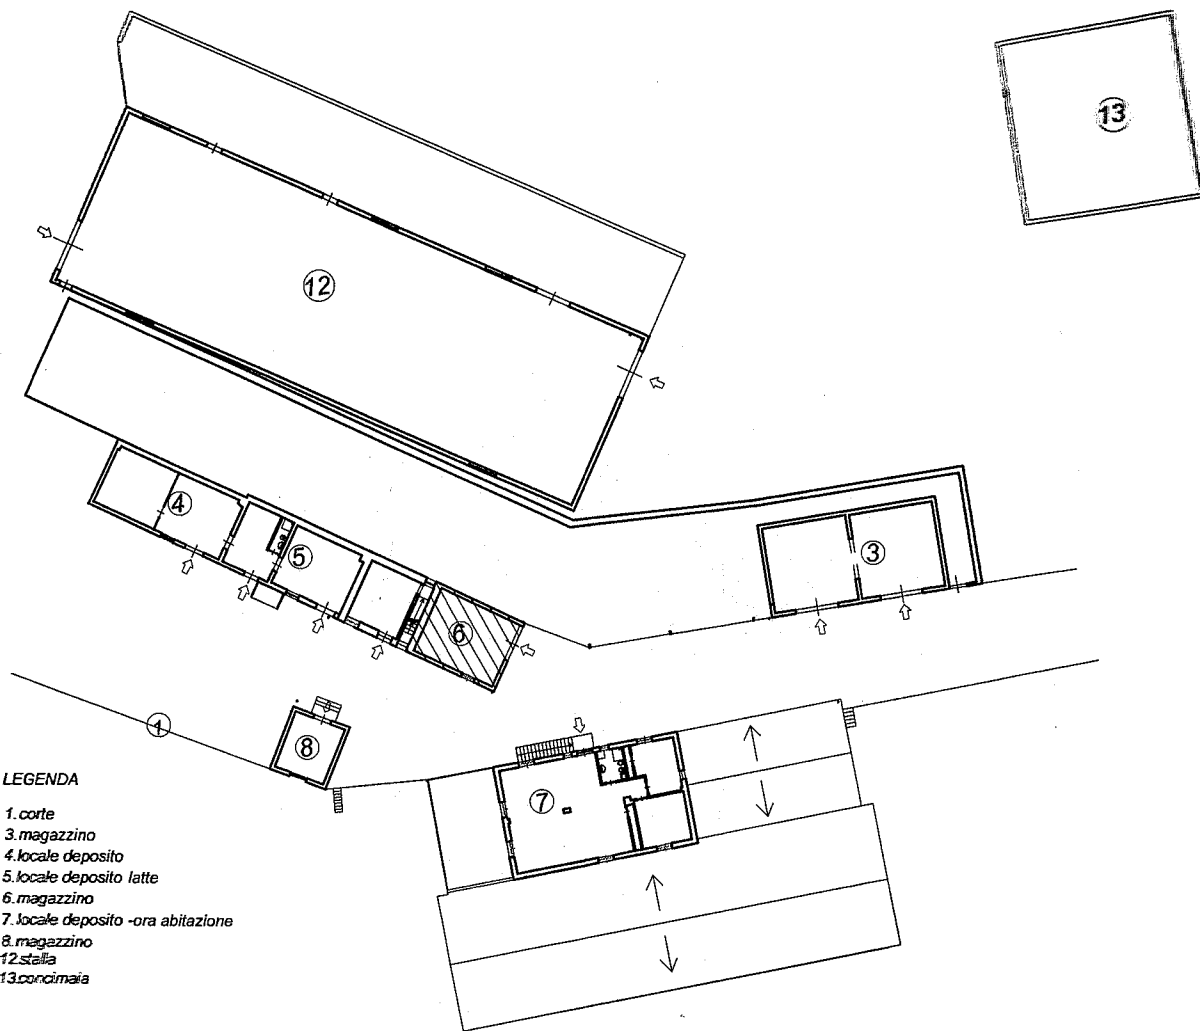 13
12
4
5
3
6
1
8
7
LEGENDA
1.corte
3.magazzino
4.locale deposito
5.locale deposito latte
6.magazzino
7.locale deposito -ora abitazione
8.magazzino
12.stalla
13.concimaia